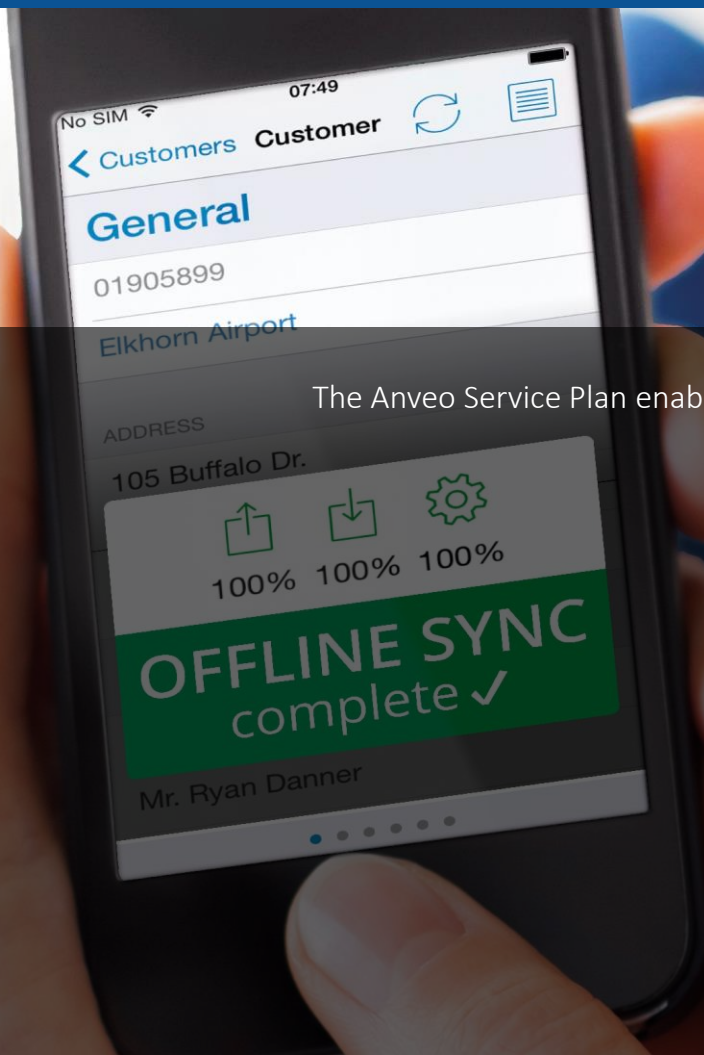 No SIM 07:49
Customers Customer
General
01905899
Elkhorn Airport
The Anveo Service Plan enab
ADDRESS
105 Buffalo Dr.
100% 100% 100%
OFFLINE SYNC
complete
Mr. Ryan Danner